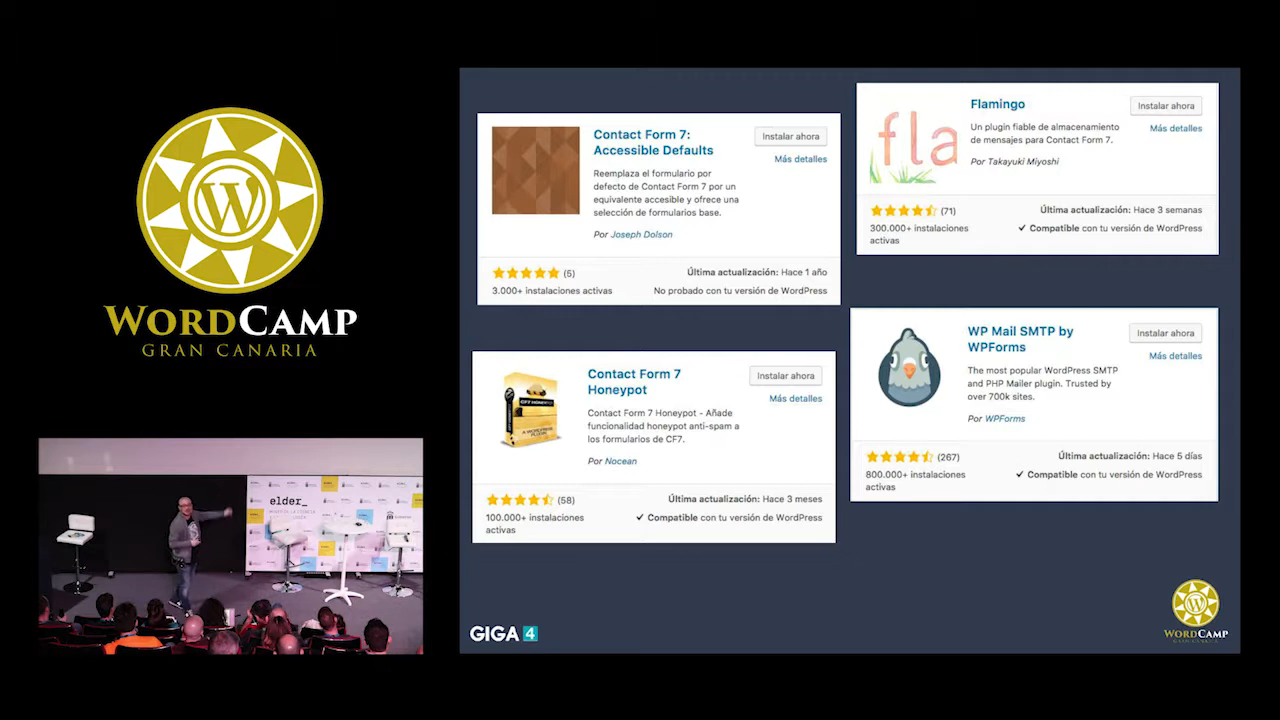 WORDCAMP
GRAN CANARIA
elder_
Contact Form 7:
Accessible Defaults
Instalar ahora
Más detalles
Reemplaza el formulario por
defecto de Contact Form 7 por un
equivalente accesible y ofrece una
selección de formularios base.
Por Joseph Dolson
(5)
3.000+ instalaciones activas
Última actualización: Hace 1 año
No probado con tu versión de WordPress
fla
Flamingo
Instalar ahora
Más detalles
Un plugin fiable de almacenamiento
de mensajes para Contact Form 7.
Por Takayuki Miyoshi
(71)
300.000+ instalaciones
activas
Última actualización: Hace 3 semanas
✓ Compatible con tu versión de WordPress
Contact Form 7
Honeypot
Instalar ahora
Más detalles
Contact Form 7 Honeypot - Añade
funcionalidad honeypot anti-spam a
los formularios de CF7.
Por Nocean
(58)
100.000+ instalaciones
activas
Última actualización: Hace 3 meses
✓ Compatible con tu versión de WordPress
WP Mail SMTP by
WPForms
Instalar ahora
Más detalles
The most popular WordPress SMTP
and PHP Mailer plugin. Trusted by
over 700k sites.
Por WPForms
(267)
800.000+ instalaciones
activas
Última actualización: Hace 5 días
✓ Compatible con tu versión de WordPress
GIGA 4
WORDCAMP